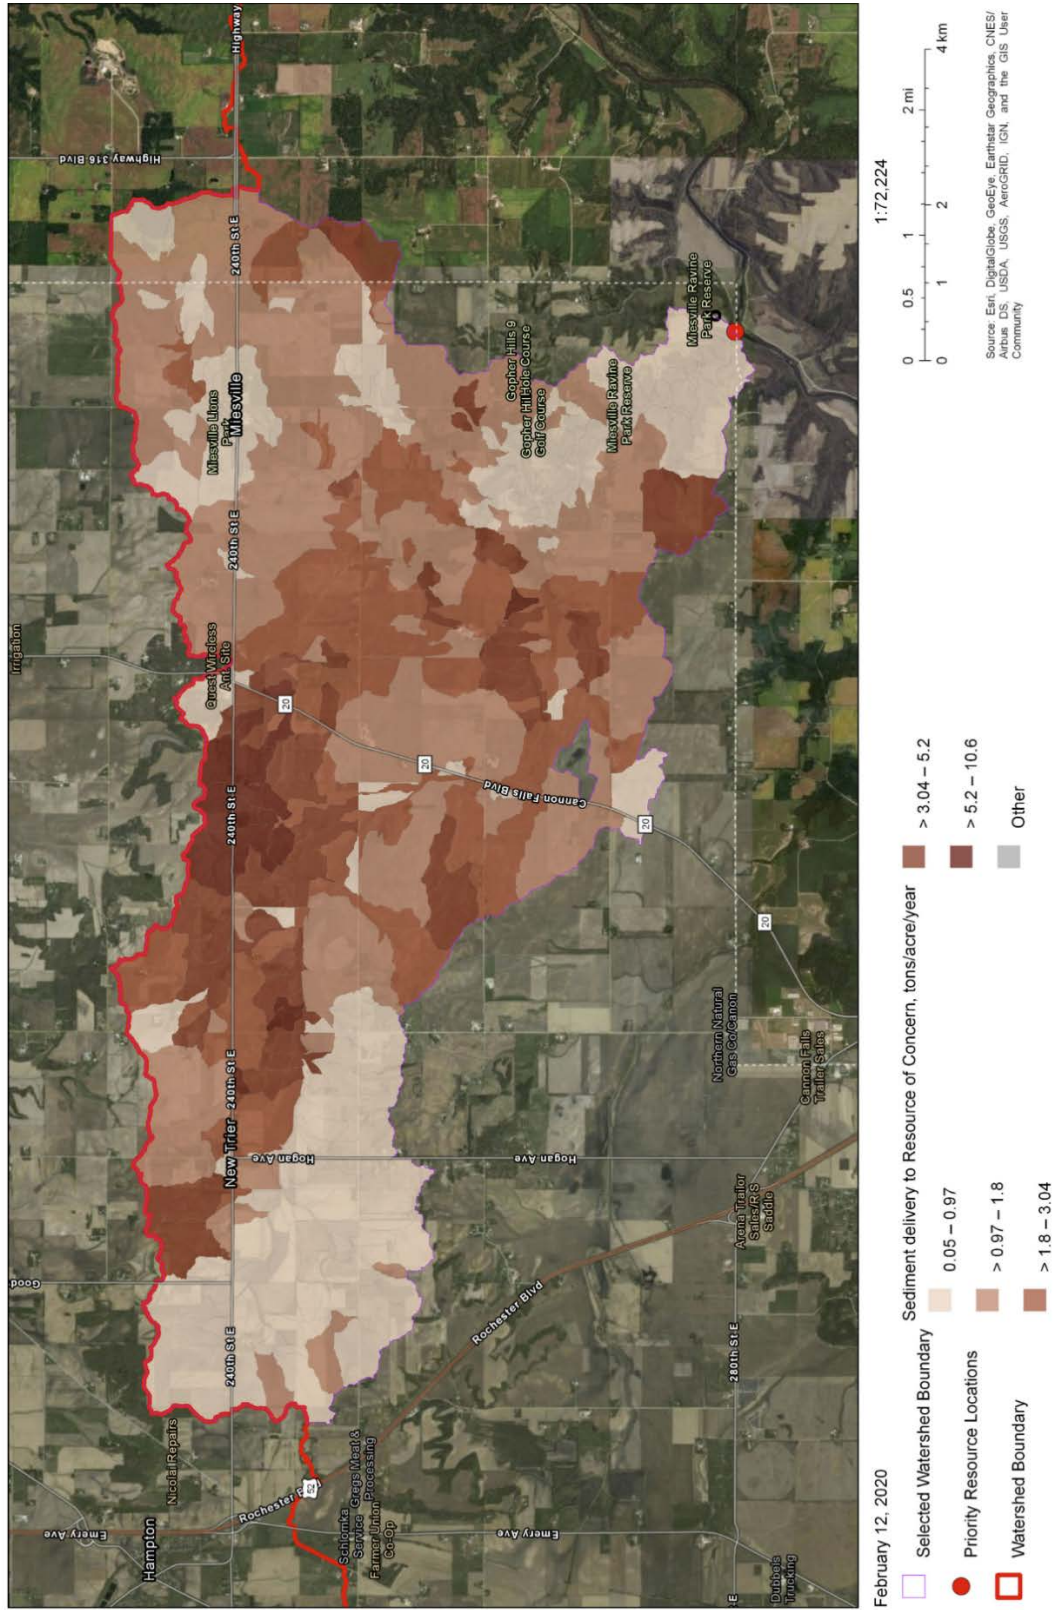 Hampton
Emery Ave
Nicolai Repairs
Rochester Blvd
52
Schlomka
Service
Gregs Meat &
Processing
Farmer Union
Co-Op
Emery Ave
Dubbels
Trucking
240th St E
Good
New Trier
240th St E
Hogan Ave
Hogan Ave
Rochester Blvd
280th St E
Arena Trailor
Sales/R S
Saddle
Cannon Falls
Trailer Sales
Northern Natural
Gas Co/Canon
240th St E
Irrigation
Quest Wireless
Ant Site
20
20
Cannon Falls Blvd
20
20
240th St E
Miesville Lions
Park
Miesville
240th St E
Highway 316 Blvd
Highway
Gopher Hills 9
Hole Course
Gopher Hill
Golf Course
Miesville Ravine
Park Reserve
Miesville Ravine
Park Reserve
February 12, 2020
1:72,224
0 0.5 1 2 mi
0 1 2 4 km
Source: Esri, DigitalGlobe, GeoEye, Earthstar Geographics, CNES/
Airbus DS, USDA, USGS, AeroGRID, IGN, and the GIS User
Community
Selected Watershed Boundary
Priority Resource Locations
Watershed Boundary
Sediment delivery to Resource of Concern, tons/acre/year
0.05 – 0.97
> 0.97 – 1.8
> 1.8 – 3.04
> 3.04 – 5.2
> 5.2 – 10.6
Other